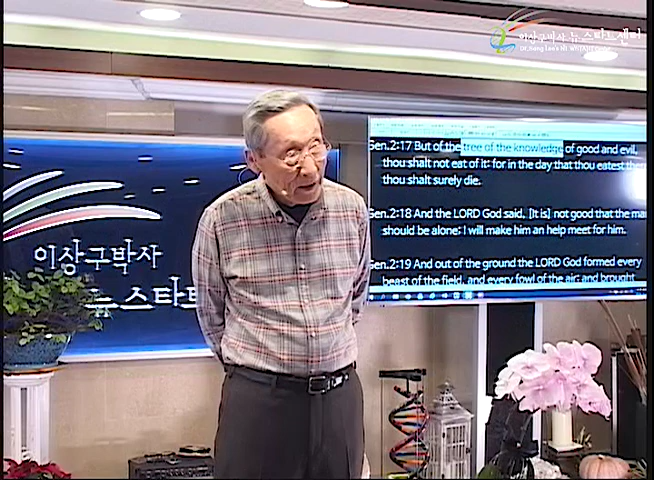 이상구박사 뉴스타트센터
Gen.2:17 But of the tree of the knowledge of good and evil,
thou shalt not eat of it: for in the day that thou eatest
thou shalt surely die.
Gen.2:18 And the LORD God said, [It is] not good that the
should be alone; I will make him an help meet for him.
Gen.2:19 And out of the ground the LORD God formed every
beast of the field, and every fowl of the air; and brought
이상구박사
뉴스타트